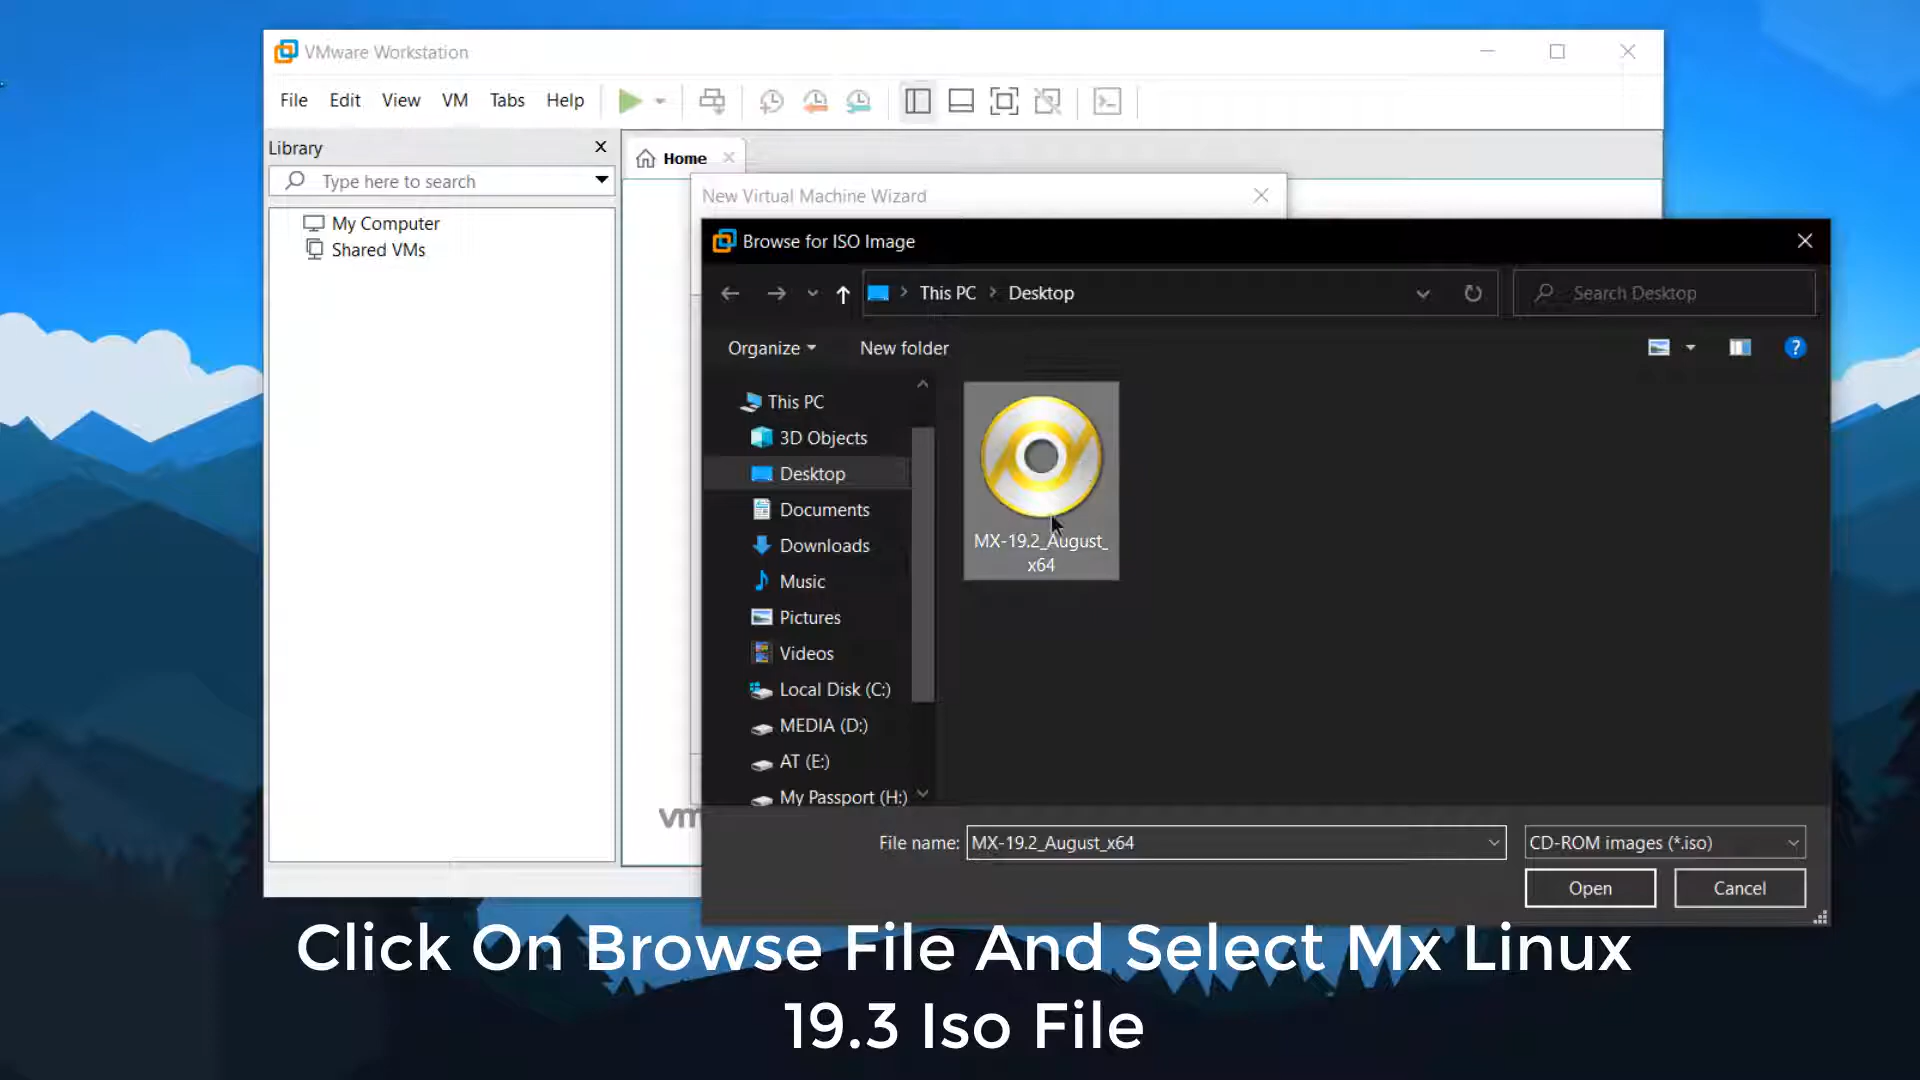 VMware Workstation
File Edit View VM Tabs Help
Library
Type here to search
My Computer
Shared VMs
Home
New Virtual Machine Wizard
Browse for ISO Image
This PC Desktop
Search Desktop
Organize
New folder
?
This PC
3D Objects
Desktop
Documents
Downloads
Music
Pictures
Videos
Local Disk (C:)
MEDIA (D:)
AT (E:)
My Passport (H:)
MX-19.2_August_
x64
vm
File name: MX-19.2_August_x64
CD-ROM images (*.iso)
Open
Cancel
Click On Browse File And Select Mx Linux
19.3 Iso File